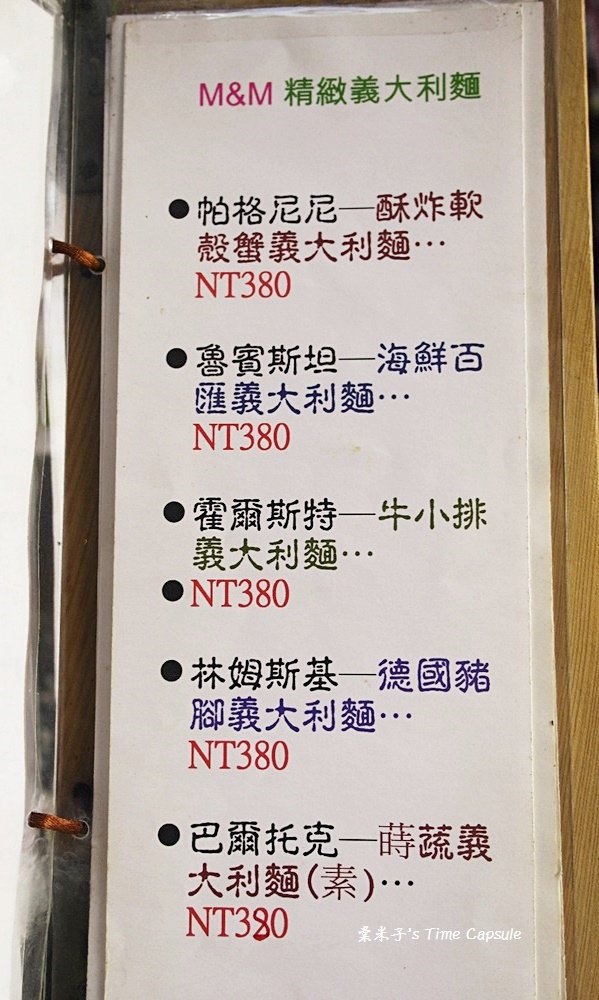 M&M 精緻義大利麵
●帕格尼尼—酥炸軟
殼蟹義大利麵…
NT380
●魯賓斯坦—海鮮百
匯義大利麵…
NT380
●霍爾斯特—牛小排
義大利麵…
●NT380
●林姆斯基—德國豬
腳義大利麵…
NT380
●巴爾托克—蒔蔬義
大利麵(素)…
NT320
粟米子's Time Capsule